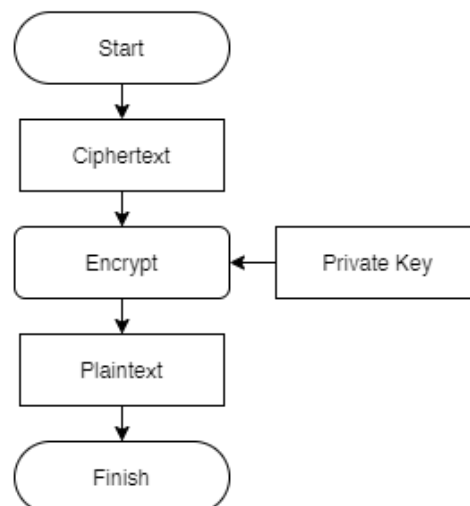 Start
Ciphertext
Encrypt
Private Key
Plaintext
Finish